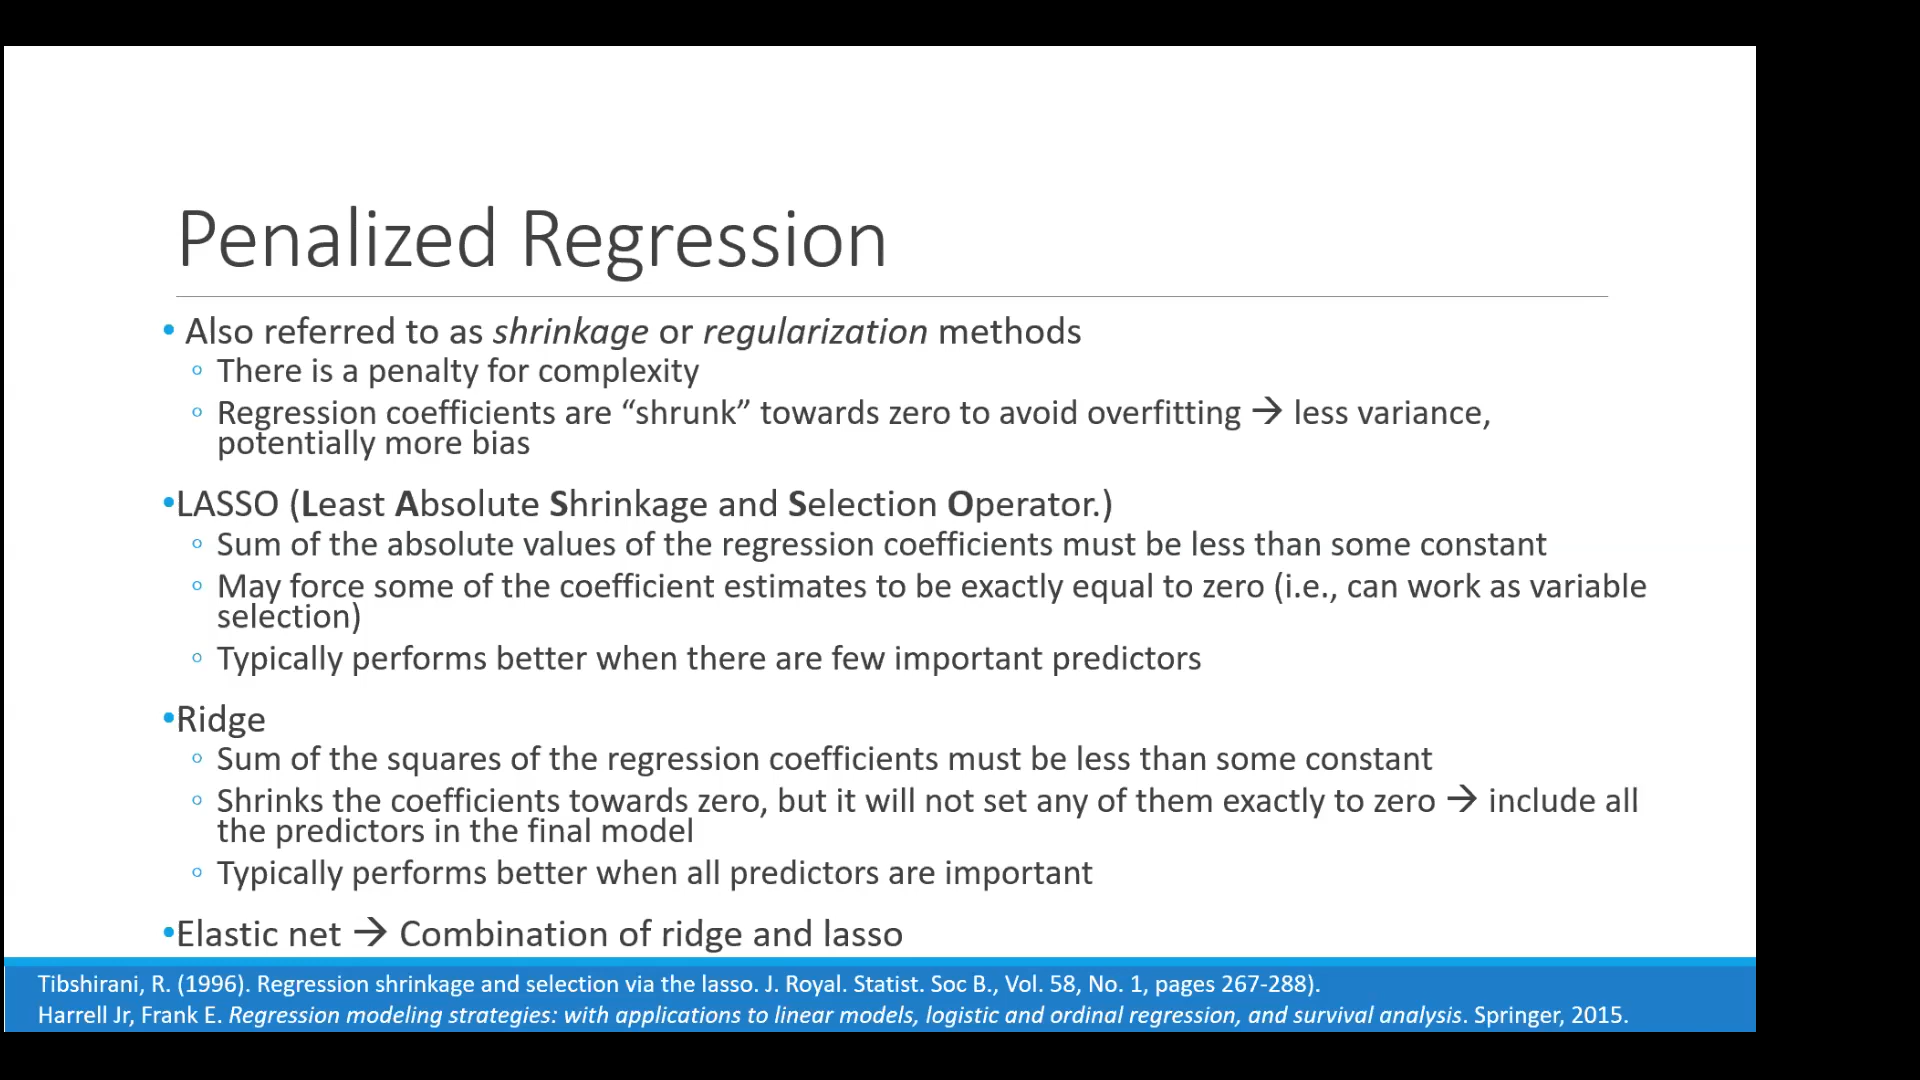 Penalized Regression
• Also referred to as shrinkage or regularization methods
◦ There is a penalty for complexity
◦ Regression coefficients are “shrunk” towards zero to avoid overfitting → less variance,
potentially more bias
•LASSO (Least Absolute Shrinkage and Selection Operator.)
◦ Sum of the absolute values of the regression coefficients must be less than some constant
◦ May force some of the coefficient estimates to be exactly equal to zero (i.e., can work as variable
selection)
◦ Typically performs better when there are few important predictors
•Ridge
◦ Sum of the squares of the regression coefficients must be less than some constant
◦ Shrinks the coefficients towards zero, but it will not set any of them exactly to zero → include all
the predictors in the final model
◦ Typically performs better when all predictors are important
•Elastic net → Combination of ridge and lasso
Tibshirani, R. (1996). Regression shrinkage and selection via the lasso. J. Royal. Statist. Soc B., Vol. 58, No. 1, pages 267-288).
Harrell Jr, Frank E. Regression modeling strategies: with applications to linear models, logistic and ordinal regression, and survival analysis. Springer, 2015.